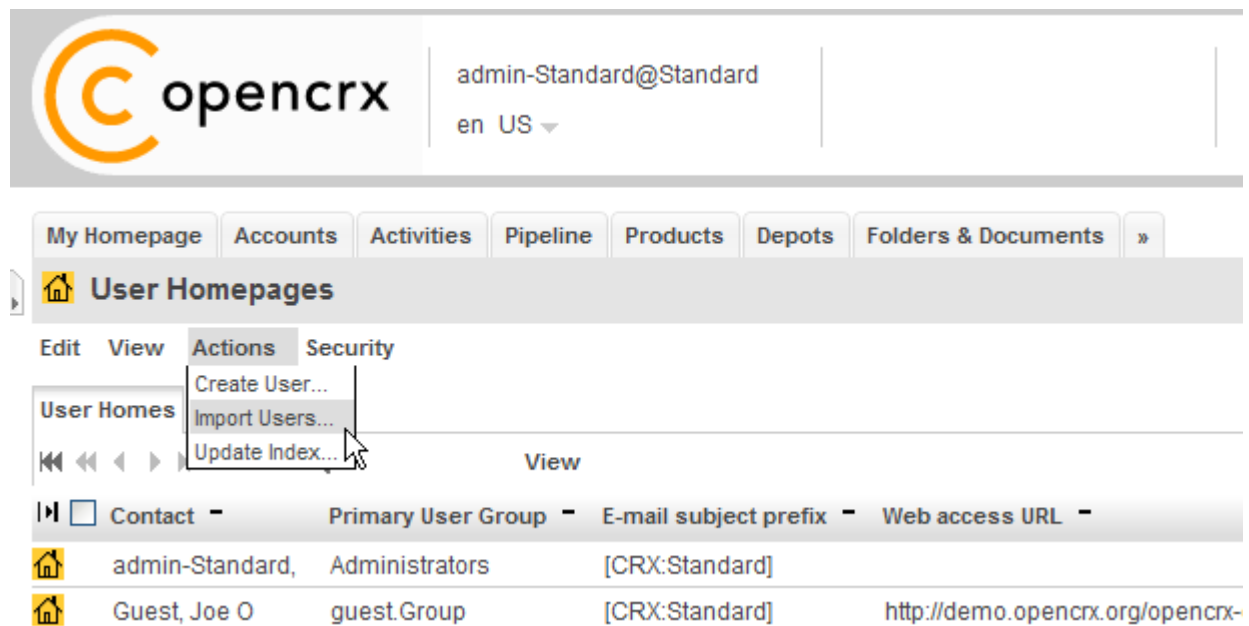 opencrx
admin-Standard@Standard
en US
My Homepage Accounts Activities Pipeline Products Depots Folders & Documents »
User Homepages
Edit View Actions Security
Create User...
User Homes
Import Users...
Update Index...
View
Contact Primary User Group E-mail subject prefix Web access URL
admin-Standard, Administrators [CRX:Standard]
Guest, Joe O guest.Group [CRX:Standard] http://demo.opencrx.org/opencrx-